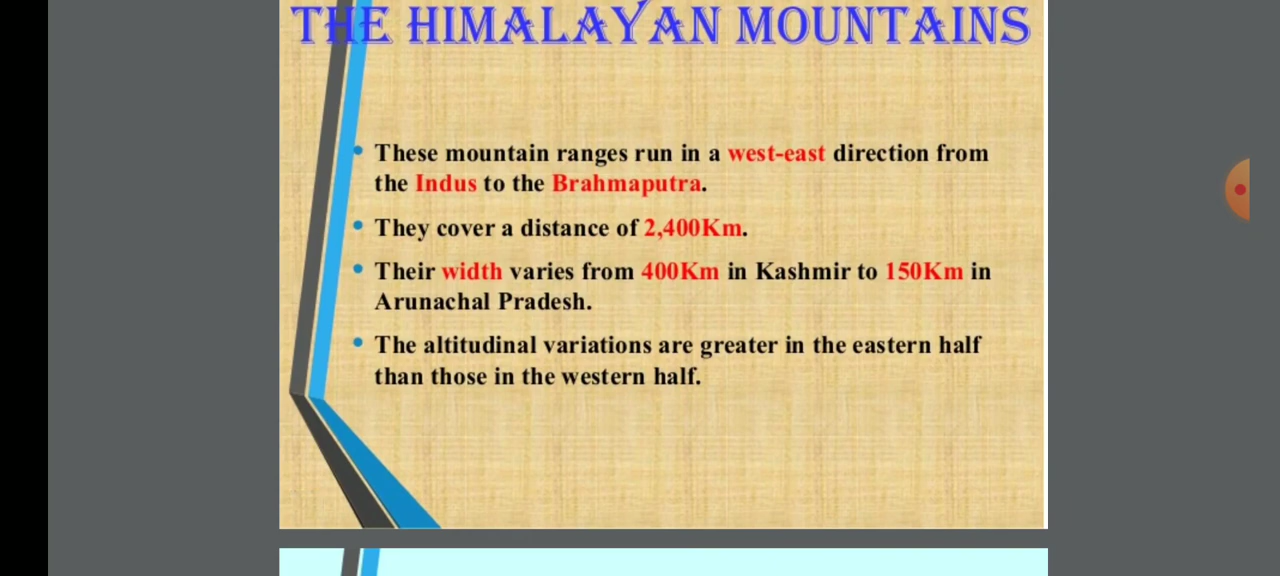 THE HIMALAYAN MOUNTAINS
• These mountain ranges run in a west-east direction from
the Indus to the Brahmaputra.
• They cover a distance of 2,400Km.
• Their width varies from 400Km in Kashmir to 150Km in
Arunachal Pradesh.
• The altitudinal variations are greater in the eastern half
than those in the western half.